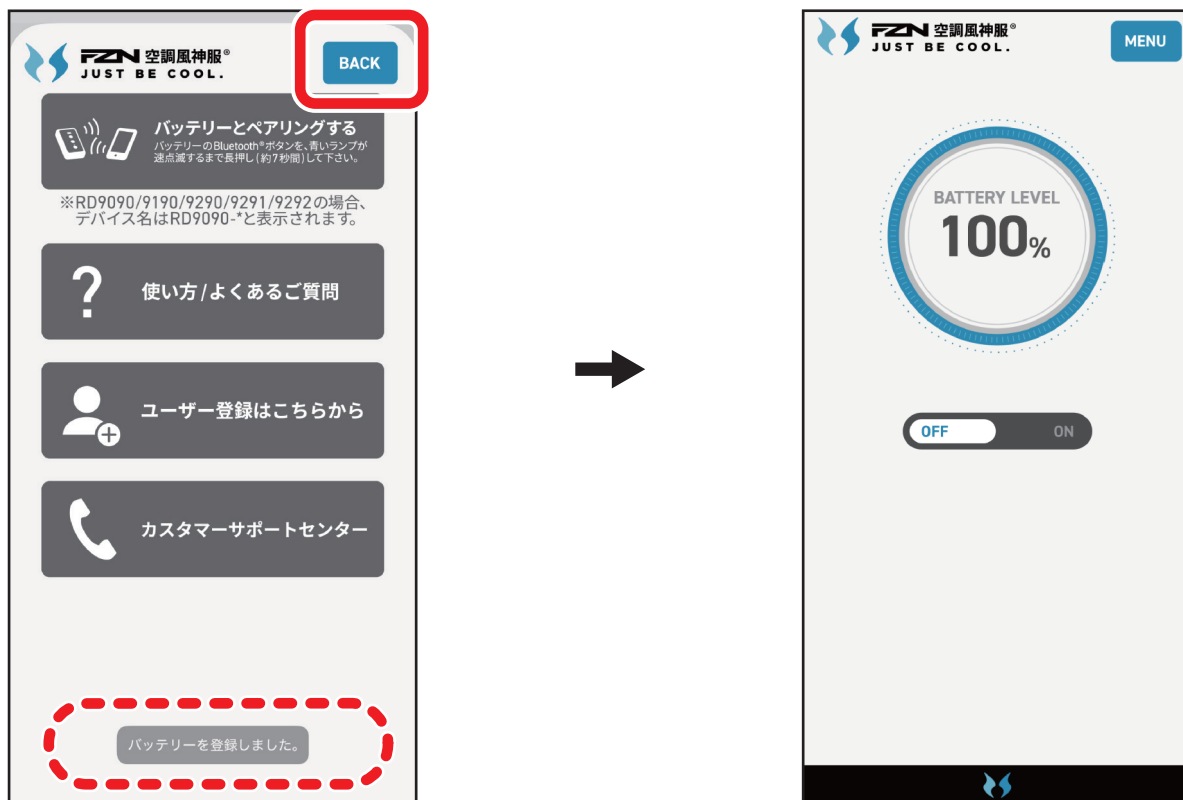 FZN 空調風神服®
JUST BE COOL.
BACK
バッテリーとペアリングする
バッテリーのBluetooth®ボタンを、青いランプが
速点滅するまで長押し(約7秒間)して下さい。
※RD9090/9190/9290/9291/9292の場合、
デバイス名はRD9090-*と表示されます。
?
使い方/よくあるご質問
ユーザー登録はこちらから
カスタマーサポートセンター
バッテリーを登録しました。
FZN 空調風神服®
JUST BE COOL.
MENU
BATTERY LEVEL
100%
OFF ON